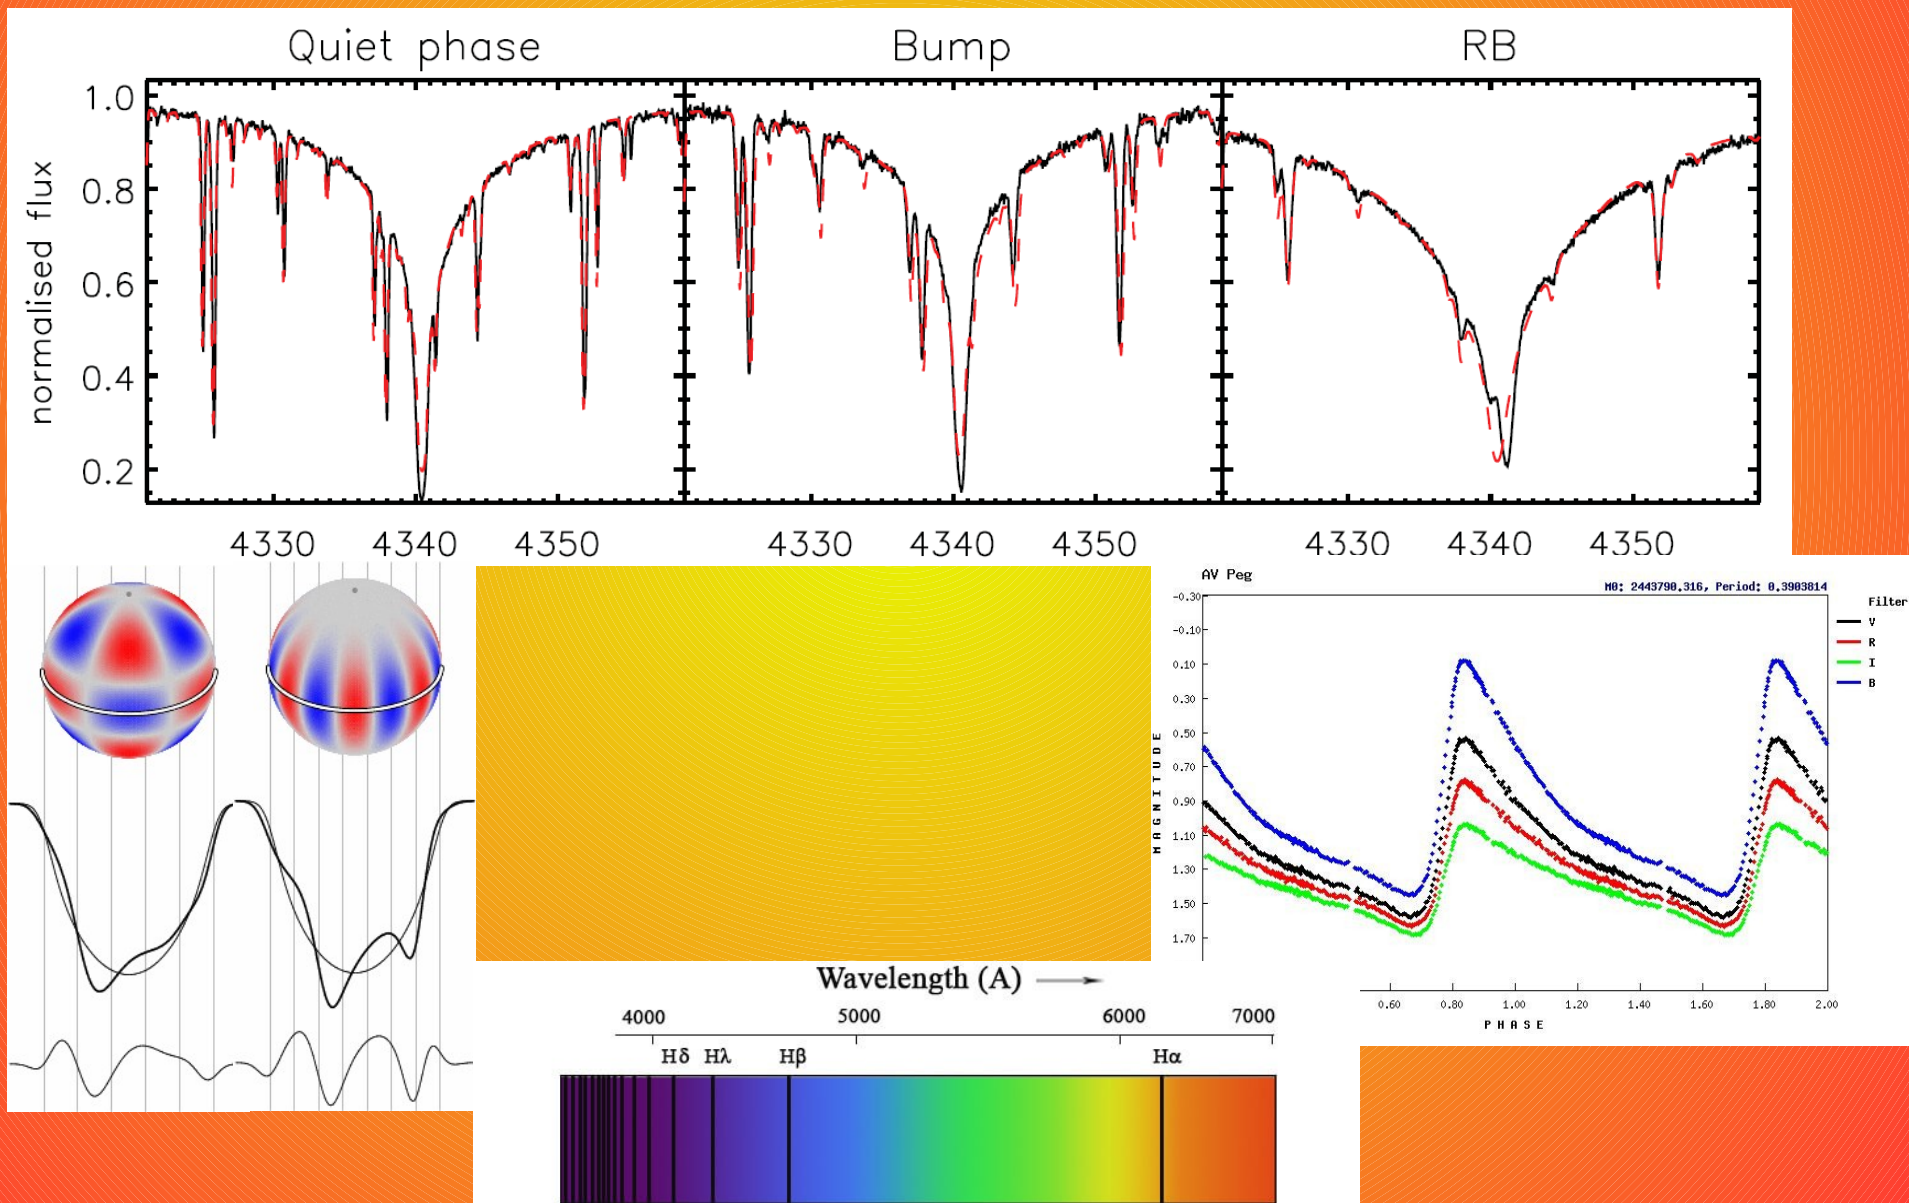 Quiet phase Bump RB
normalised flux
1.0
0.8
0.6
0.4
0.2
4330 4340 4350 4330 4340 4350 4330 4340 4350
AV Peg
M0: 2443790.316, Period: 0.3903814
Filter
V
R
I
B
MAGNITUDE
-0.30
-0.10
0.10
0.30
0.50
0.70
0.90
1.10
1.30
1.50
1.70
0.60 0.80 1.00 1.20 1.40 1.60 1.80 2.00
PHASE
Wavelength (A)
4000 5000 6000 7000
Hδ Hλ Hβ Hα